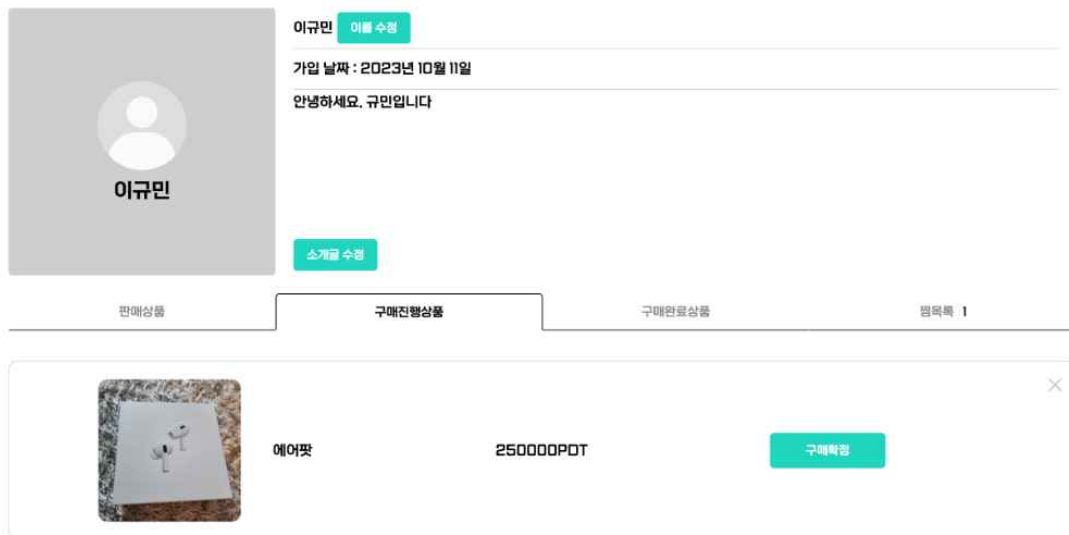 이규민 이름 수정
가입 날짜 : 2023년 10월 11일
안녕하세요. 규민입니다
이규민
소개글 수정
판매상품 구매진행상품 구매완료상품 찜목록 1
에어팟 250000PDT 구매확정